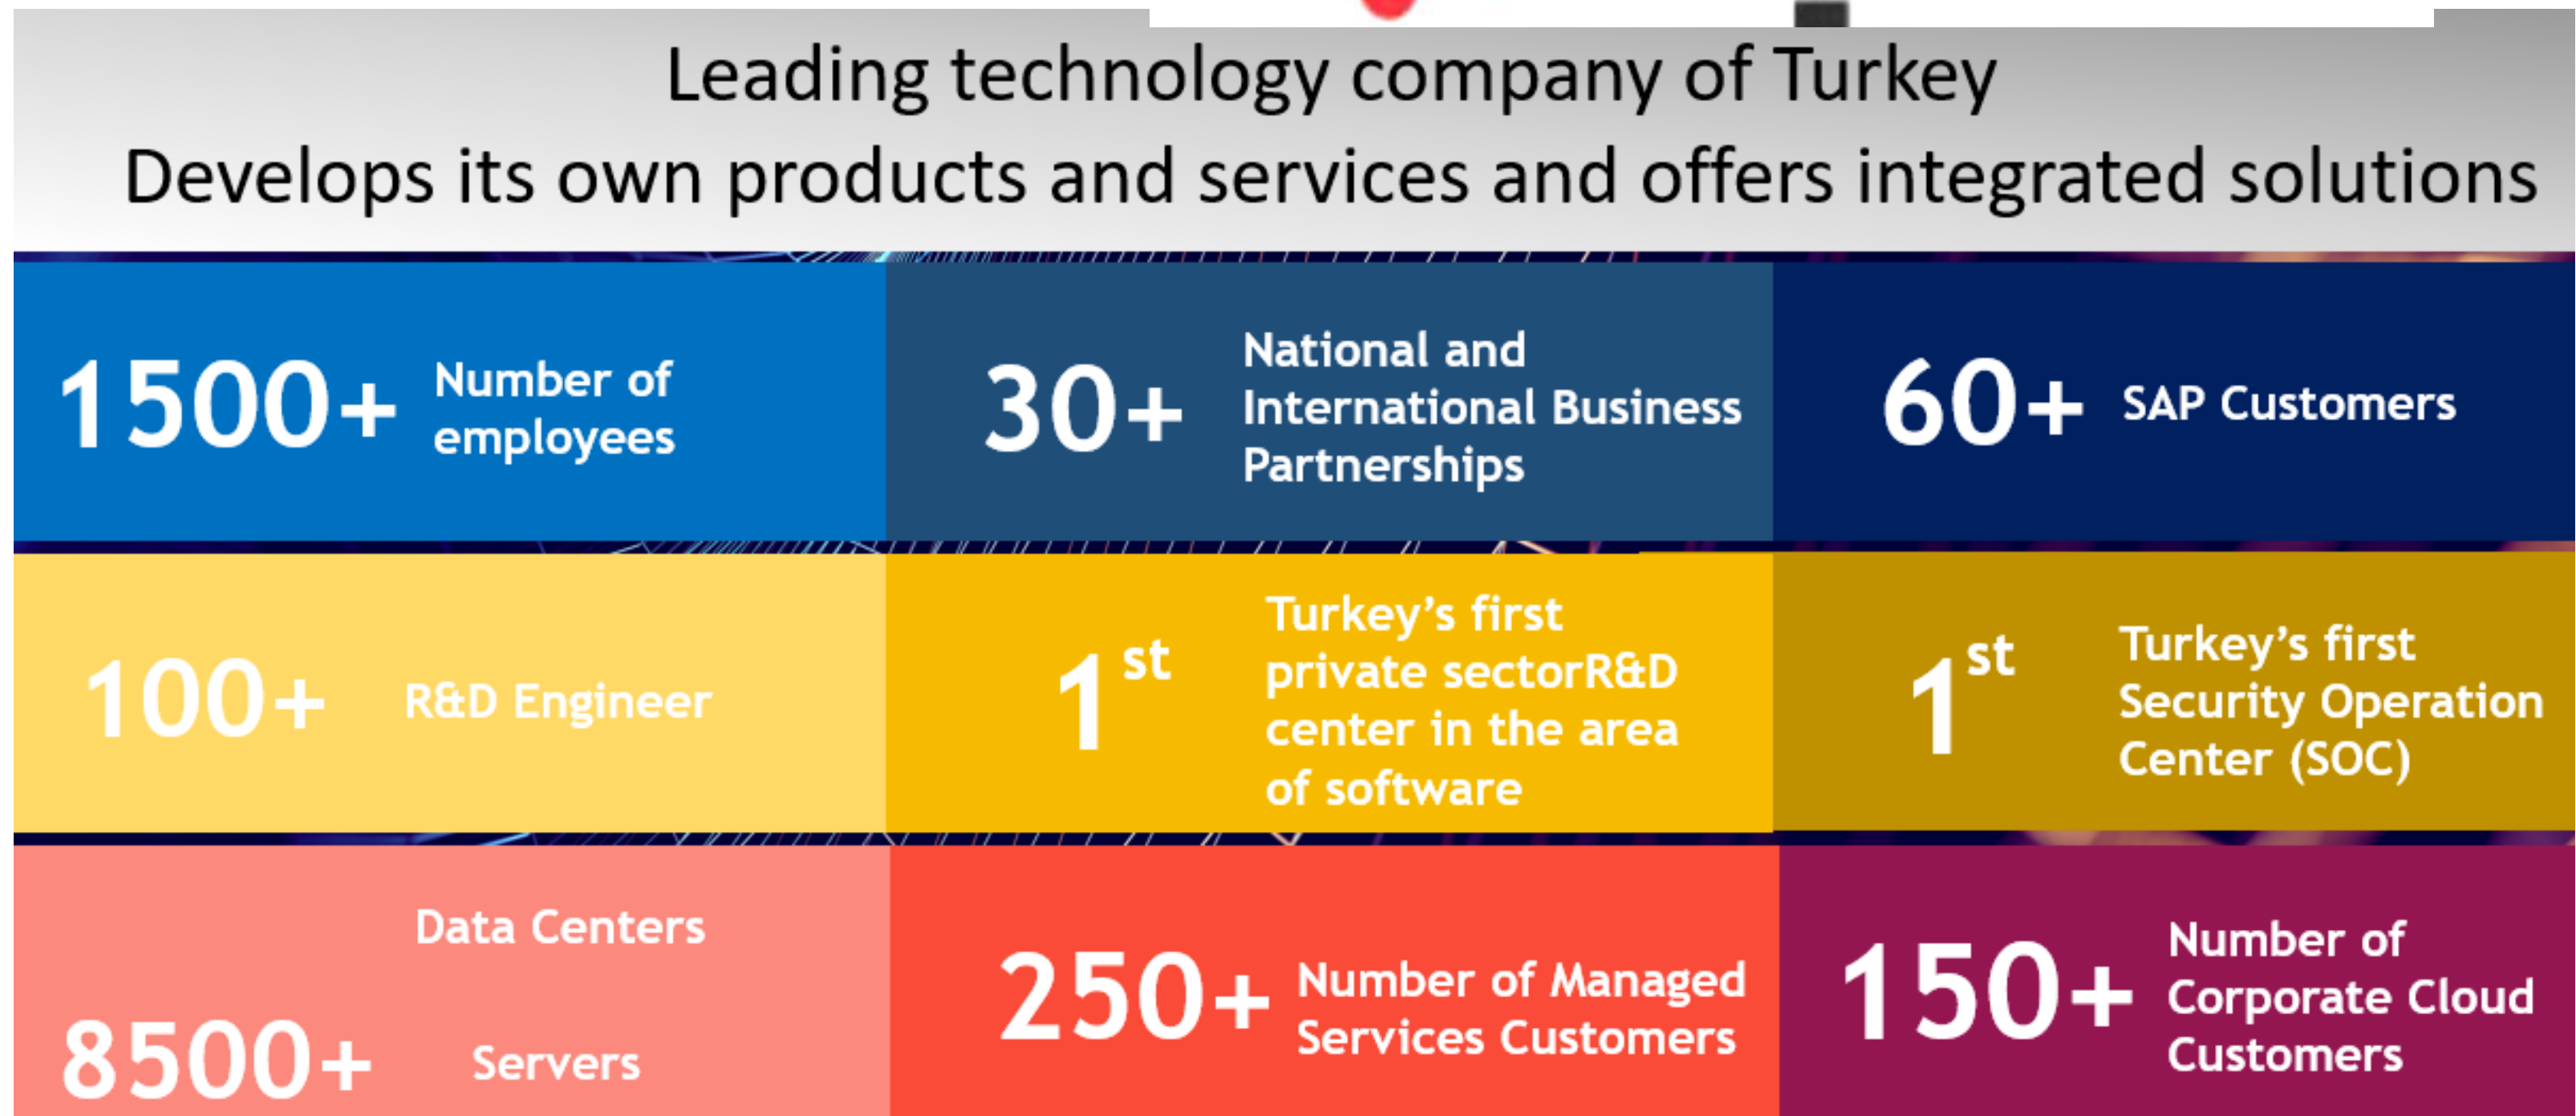 Leading technology company of Turkey
Develops its own products and services and offers integrated solutions
1500+
Number of
employees
30+
National and
International Business
Partnerships
60+
SAP Customers
100+
R&D Engineer
1st
Turkey's first
private sectorR&D
center in the area
of software
1st
Turkey's first
Security Operation
Center (SOC)
Data Centers
8500+
Servers
250+
Number of Managed
Services Customers
150+
Number of
Corporate Cloud
Customers